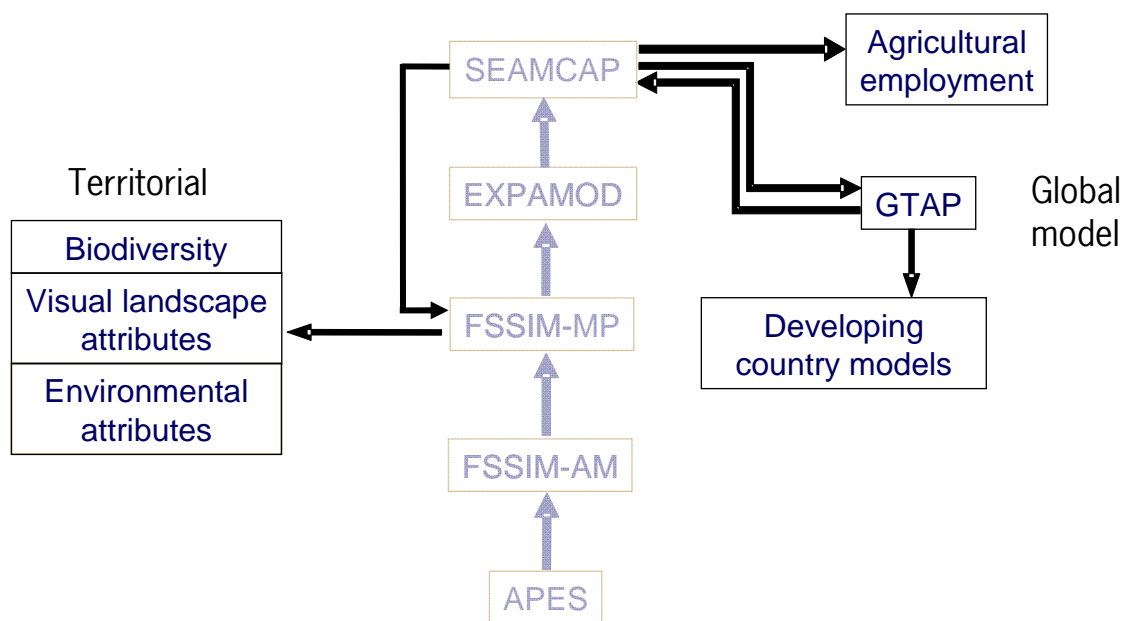 SEAMCAP
Agricultural
employment
Territorial
EXPAMOD
GTAP
Global
model
Biodiversity
Visual landscape
attributes
Environmental
attributes
FSSIM-MP
Developing
country models
FSSIM-AM
APES